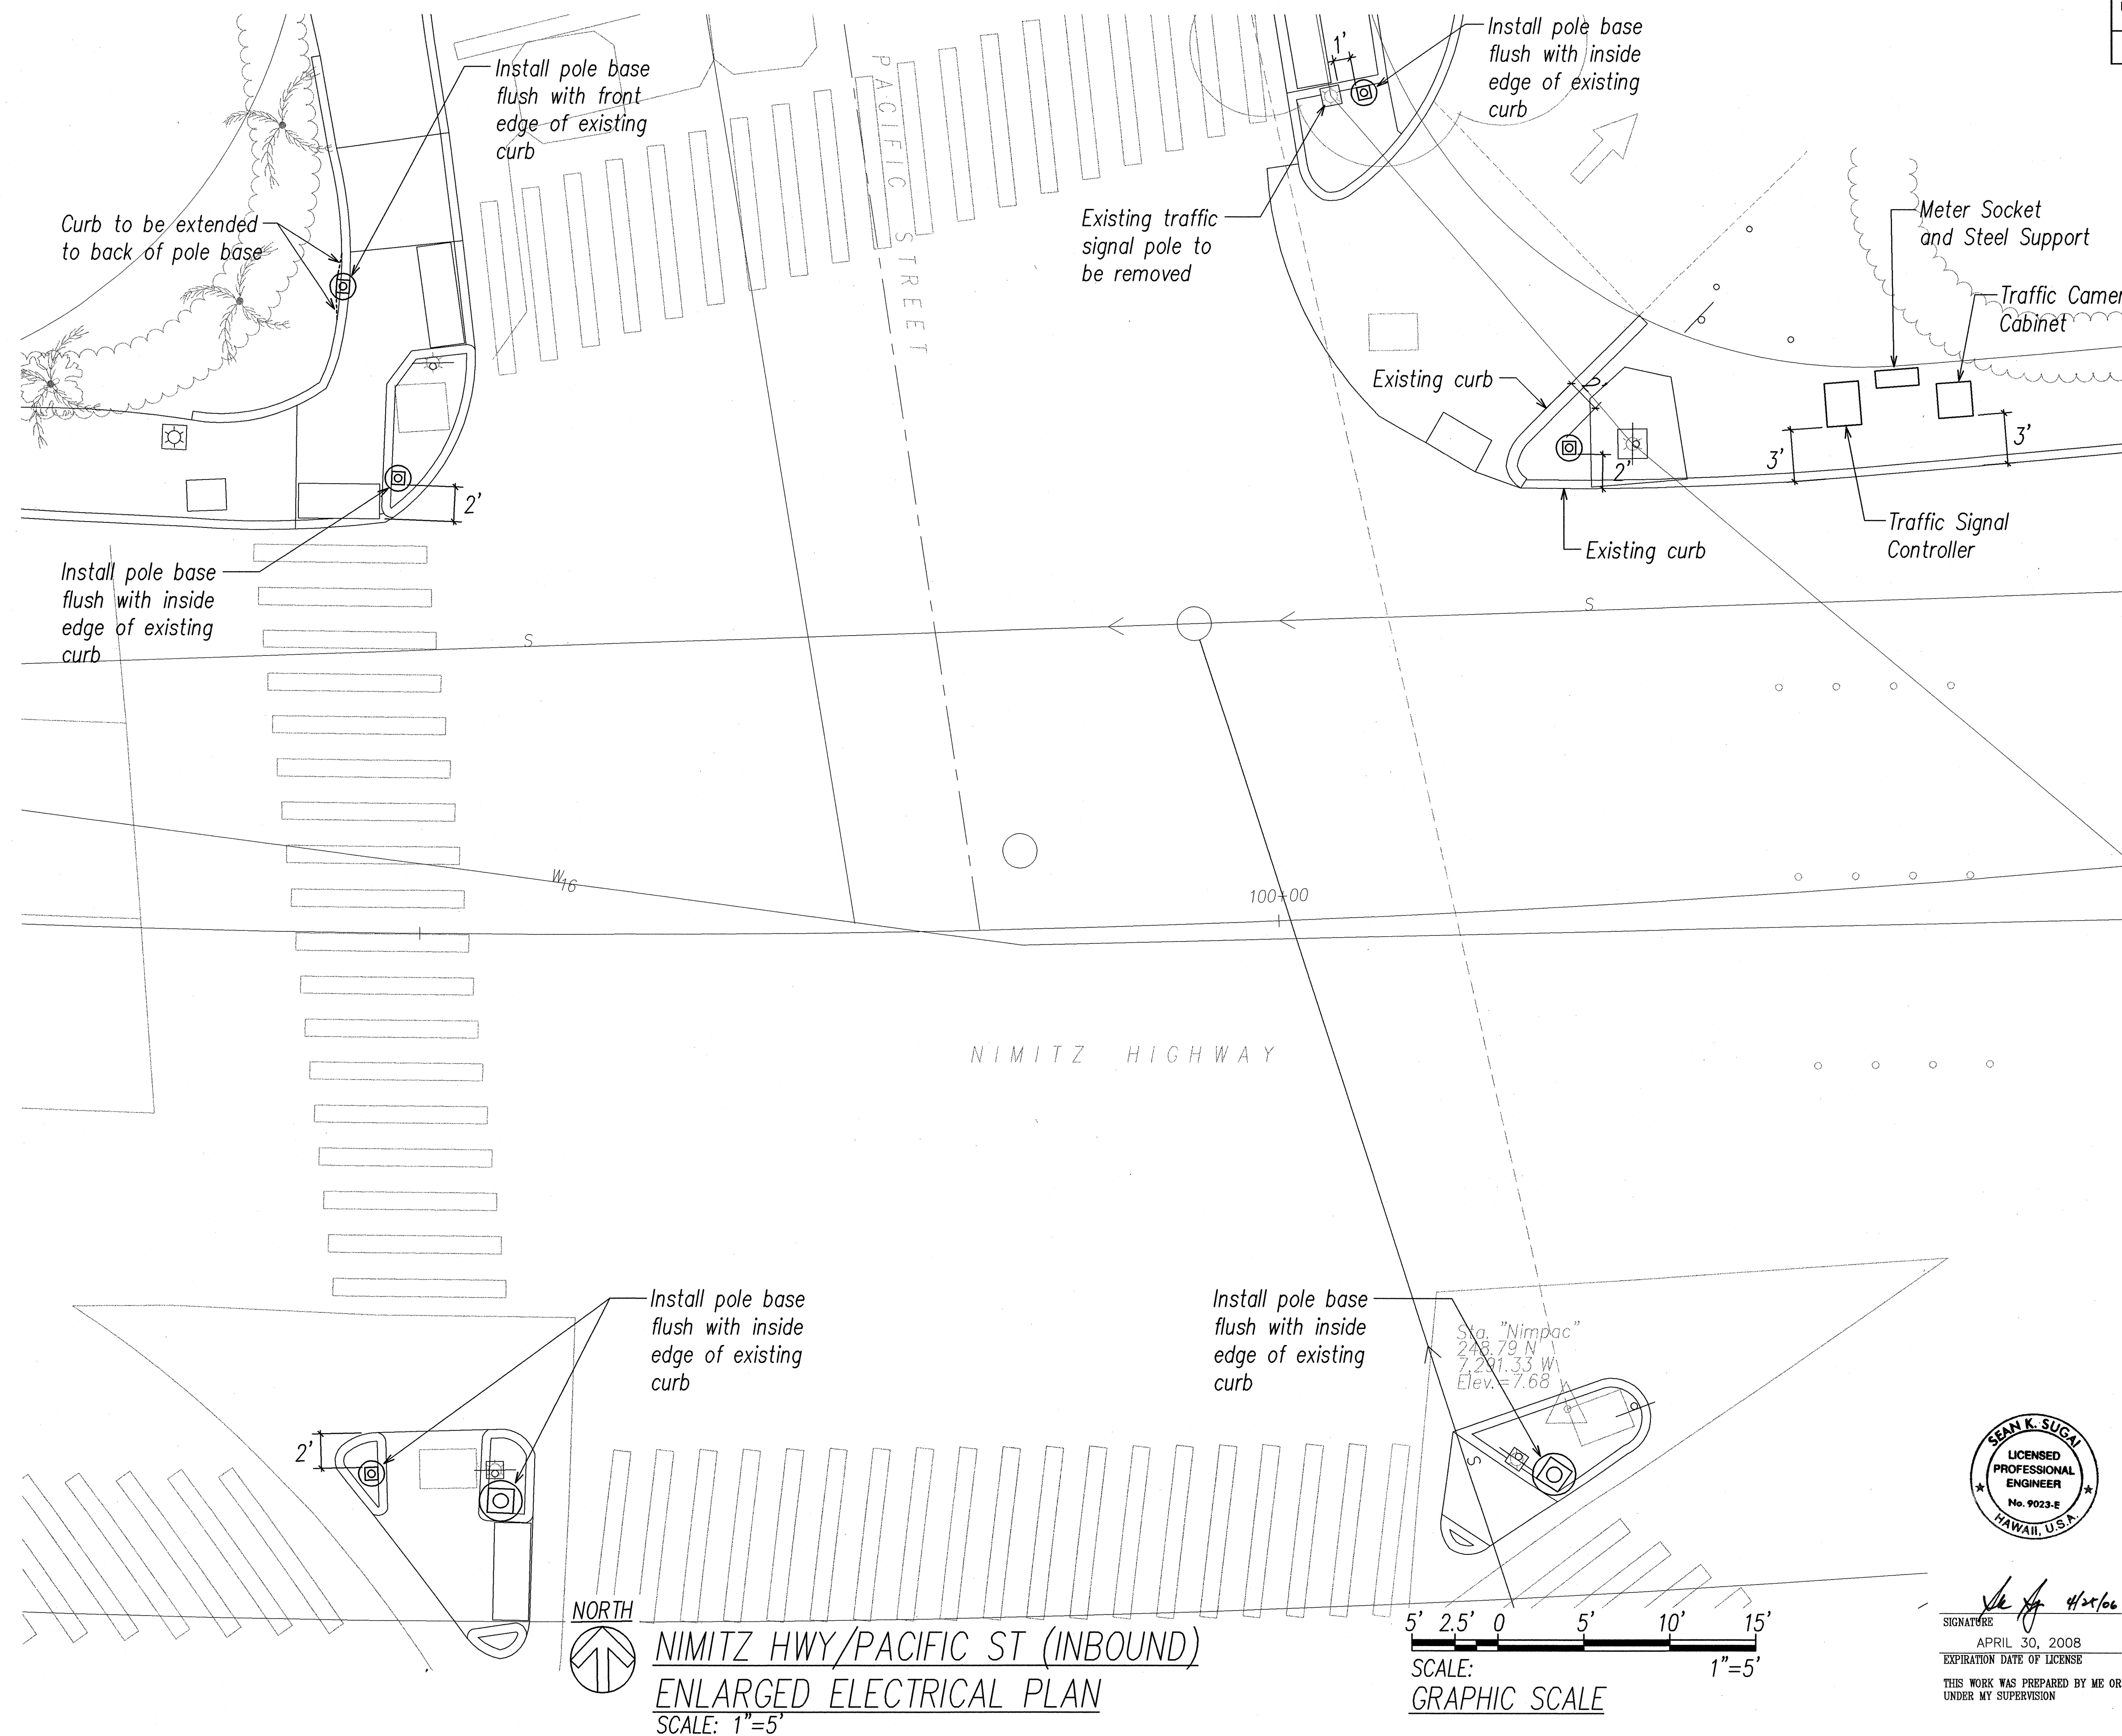 Install pole base
flush with front
edge of existing
curb
1'
Install pole base
flush with inside
edge of existing
curb
PACIFIC STREET
Curb to be extended
to back of pole base
Existing traffic
signal pole to
be removed
Meter Socket
and Steel Support
Traffic Camer
Cabinet
Existing curb
2'
2'
3'
3'
2'
Existing curb
Traffic Signal
Controller
Install pole base
flush with inside
edge of existing
curb
S
S
W16
100+00
NIMITZ HIGHWAY
Install pole base
flush with inside
edge of existing
curb
2'
Install pole base
flush with inside
edge of existing
curb
Sta. "Nimpac"
248.79 N
7,291.33 W
Elev.=7.68
S
SEAN K. SUGAI
LICENSED
PROFESSIONAL
ENGINEER
No. 9023-E
HAWAII, U.S.A.
4/25/06
SIGNATURE
APRIL 30, 2008
EXPIRATION DATE OF LICENSE
THIS WORK WAS PREPARED BY ME OR
UNDER MY SUPERVISION
NORTH
NIMITZ HWY/PACIFIC ST (INBOUND)
ENLARGED ELECTRICAL PLAN
SCALE: 1"=5'
5' 2.5' 0 5' 10' 15'
SCALE: 1"=5'
GRAPHIC SCALE